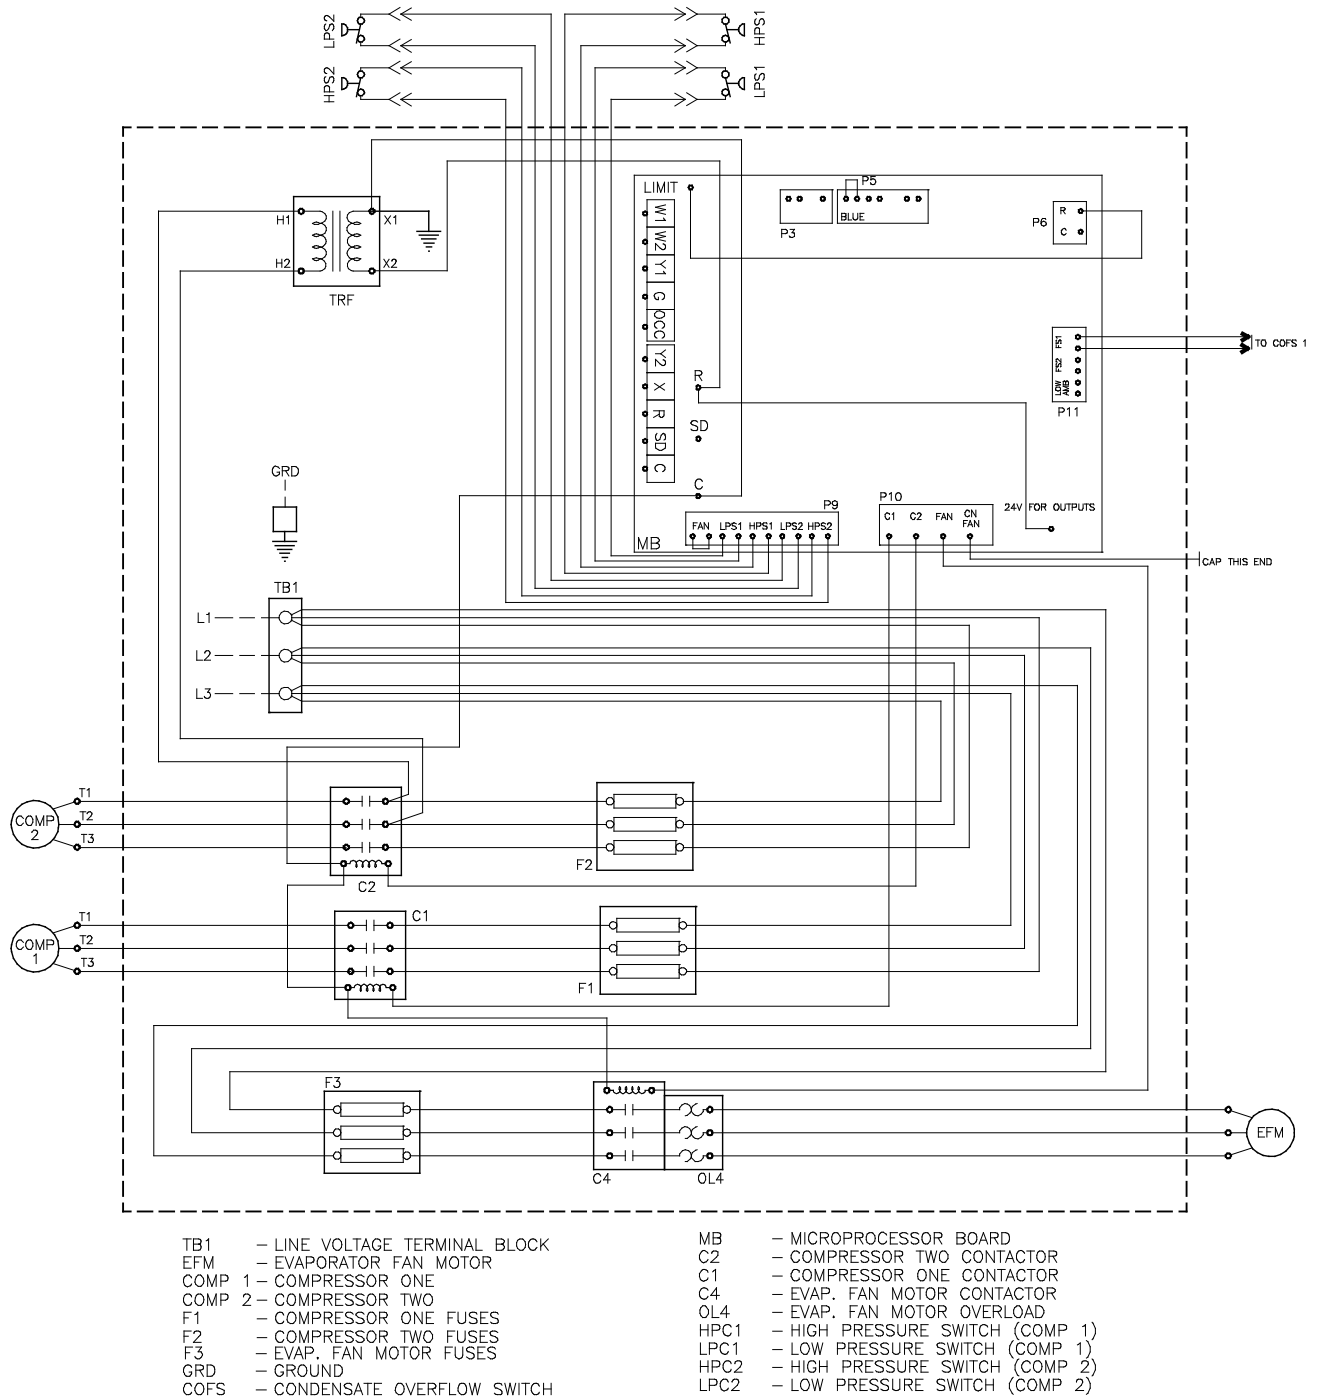 LPS2
HPS1
HPS2
LPS1
LIMIT
P5
W1
BLUE
P6
R
H1
X1
P3
C
W2
H2
X2
Y1
TRF
G
OCC
FS1
TO COFS 1
FS2
Y2
R
X
LOW AMB
P11
R
SD
SD
GRD
C
C
P9
P10
24V FOR OUTPUTS
FAN LPS1 HPS1 LPS2 HPS2
C1 C2 FAN CN FAN
MB
CAP THIS END
TB1
L1
L2
L3
T1
COMP 2
T2
T3
F2
C2
T1
C1
COMP 1
T2
T3
F1
F3
EFM
C4
OL4
TB1 – LINE VOLTAGE TERMINAL BLOCK
EFM – EVAPORATOR FAN MOTOR
COMP 1 – COMPRESSOR ONE
COMP 2 – COMPRESSOR TWO
F1 – COMPRESSOR ONE FUSES
F2 – COMPRESSOR TWO FUSES
F3 – EVAP. FAN MOTOR FUSES
GRD – GROUND
COFS – CONDENSATE OVERFLOW SWITCH
MB – MICROPROCESSOR BOARD
C2 – COMPRESSOR TWO CONTACTOR
C1 – COMPRESSOR ONE CONTACTOR
C4 – EVAP. FAN MOTOR CONTACTOR
OL4 – EVAP. FAN MOTOR OVERLOAD
HPC1 – HIGH PRESSURE SWITCH (COMP 1)
LPC1 – LOW PRESSURE SWITCH (COMP 1)
HPC2 – HIGH PRESSURE SWITCH (COMP 2)
LPC2 – LOW PRESSURE SWITCH (COMP 2)